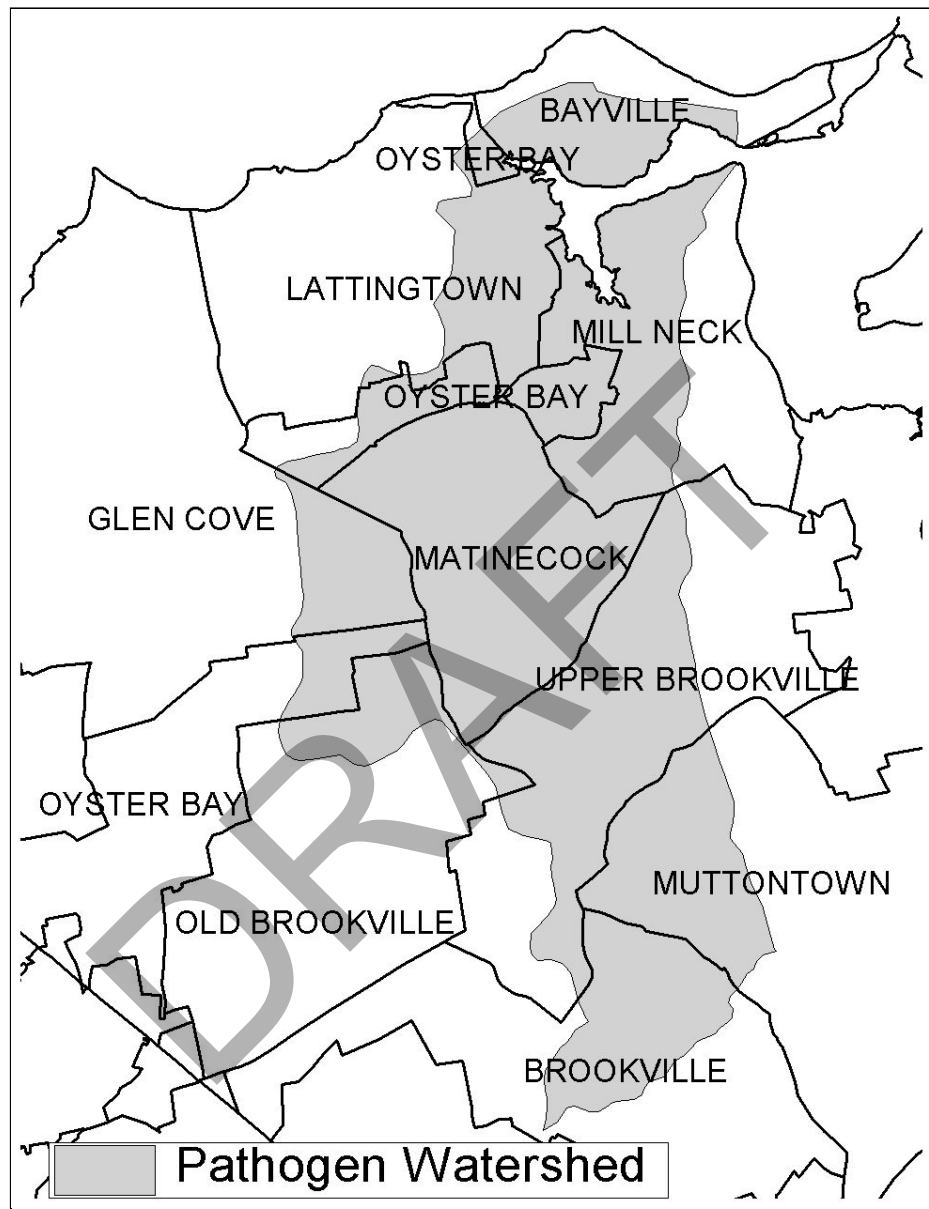 BAYVILLE
OYSTER BAY
LATTINGTOWN
MILL NECK
OYSTER BAY
GLEN COVE
MATINECOCK
UPPER BROOKVILLE
OYSTER BAY
MUTTONTOWN
OLD BROOKVILLE
BROOKVILLE
DRAFT
Pathogen Watershed